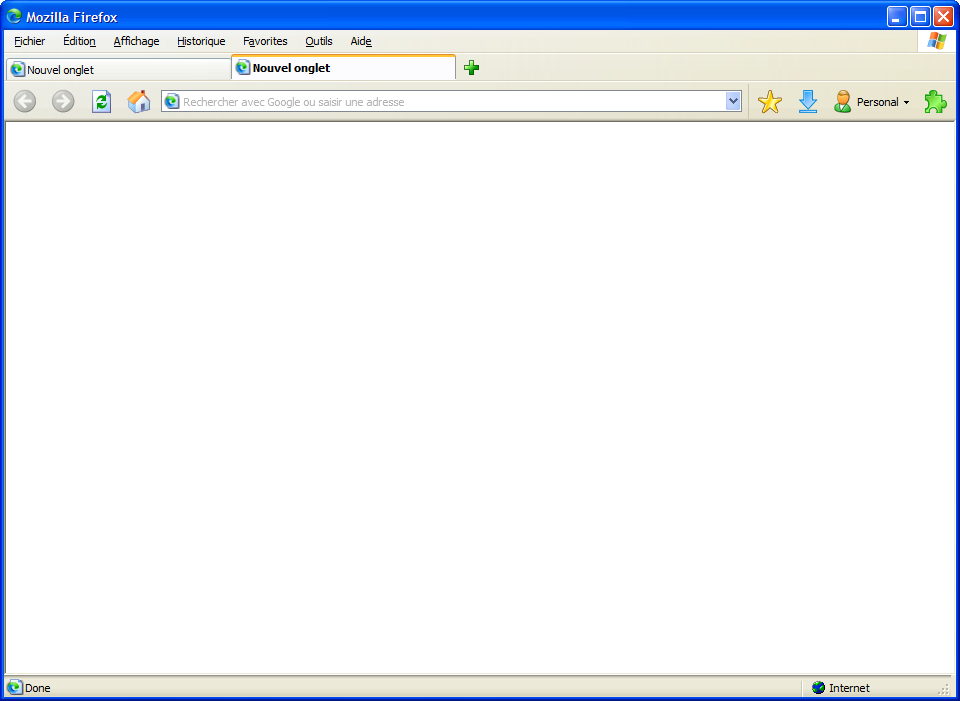 Mozilla Firefox
Fichier Édition Affichage Historique Favorites Outils Aide
Nouvel onglet Nouvel onglet
Rechercher avec Google ou saisir une adresse Personal
Done Internet